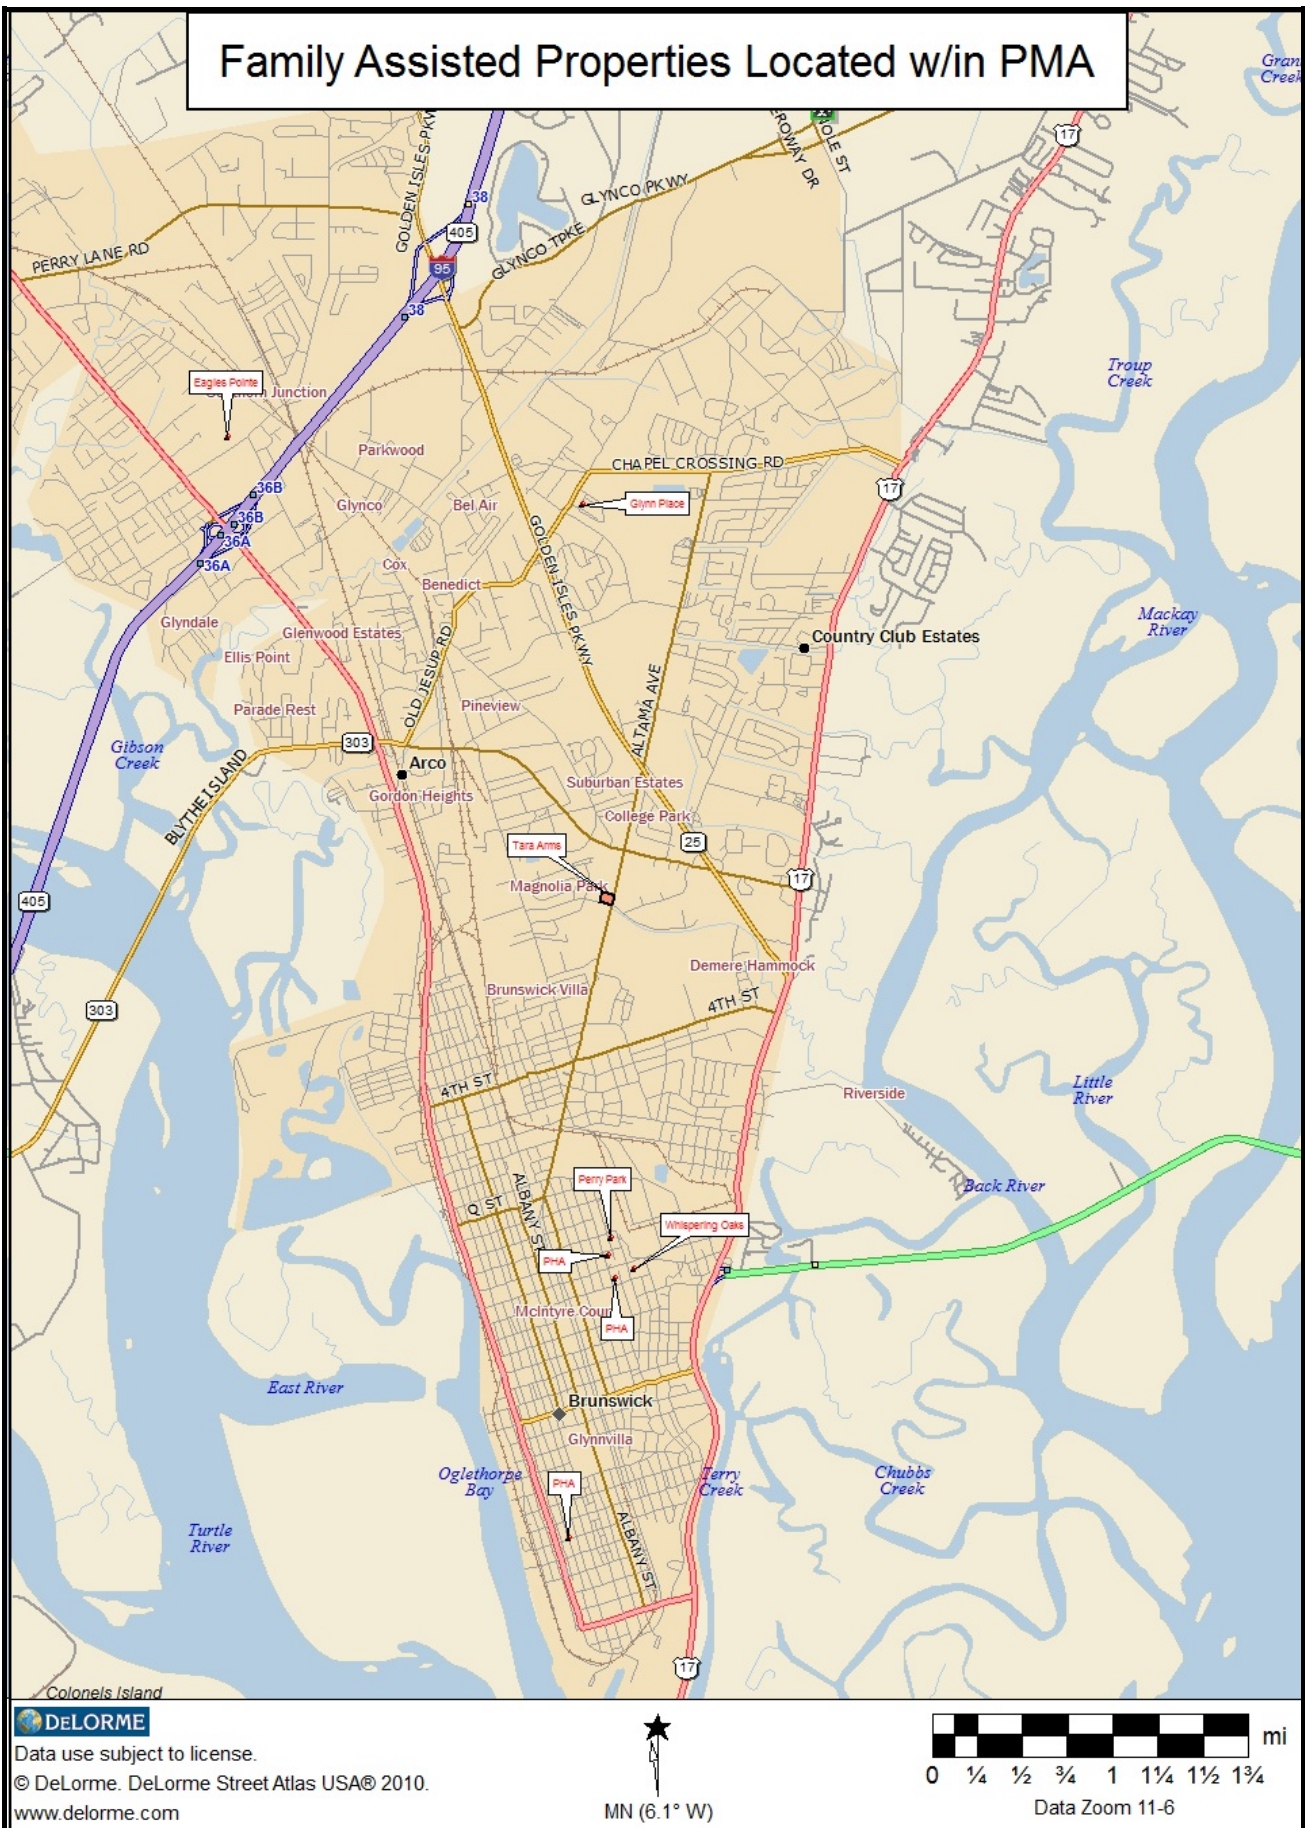 Family Assisted Properties Located w/in PMA
Grand
Creek
17
GOLDEN ISLES PKW
NOLE ST
EROWAY DR
GLYNCO PKWY
38
405
GLYNCO TPKE
PERRY LANE RD
95
38
Troup
Creek
Eagles Pointe
Junction
Parkwood
CHAPEL CROSSING RD
17
36B
Glynco
Bel Air
Glynn Place
36B
36A
36A
GOLDEN ISLES PKWY
Cox
Benedict
Glyndale
Glenwood Estates
Mackay
River
Country Club Estates
Ellis Point
OLD JESUP RD
ALTAMA AVE
Parade Rest
Pineview
303
Gibson
Creek
Arco
BLYTHE ISLAND
Gordon Heights
Suburban Estates
College Park
25
Tara Arms
17
Magnolia Park
405
Demere Hammock
Brunswick Villa
4TH ST
303
4TH ST
Riverside
Little
River
Perry Park
Back River
Q ST
ALBANY ST
Whispering Oaks
PHA
McIntyre Cour
PHA
East River
Brunswick
Glynnvilla
Oglethorpe
Bay
PHA
Terry
Creek
Chubbs
Creek
Turtle
River
ALBANY ST
17
Colonels Island
DELORME
Data use subject to license.
© DeLorme. DeLorme Street Atlas USA® 2010.
www.delorme.com
MN (6.1° W)
mi
0 ¼ ½ ¾ 1 1¼ 1½ 1¾
Data Zoom 11-6